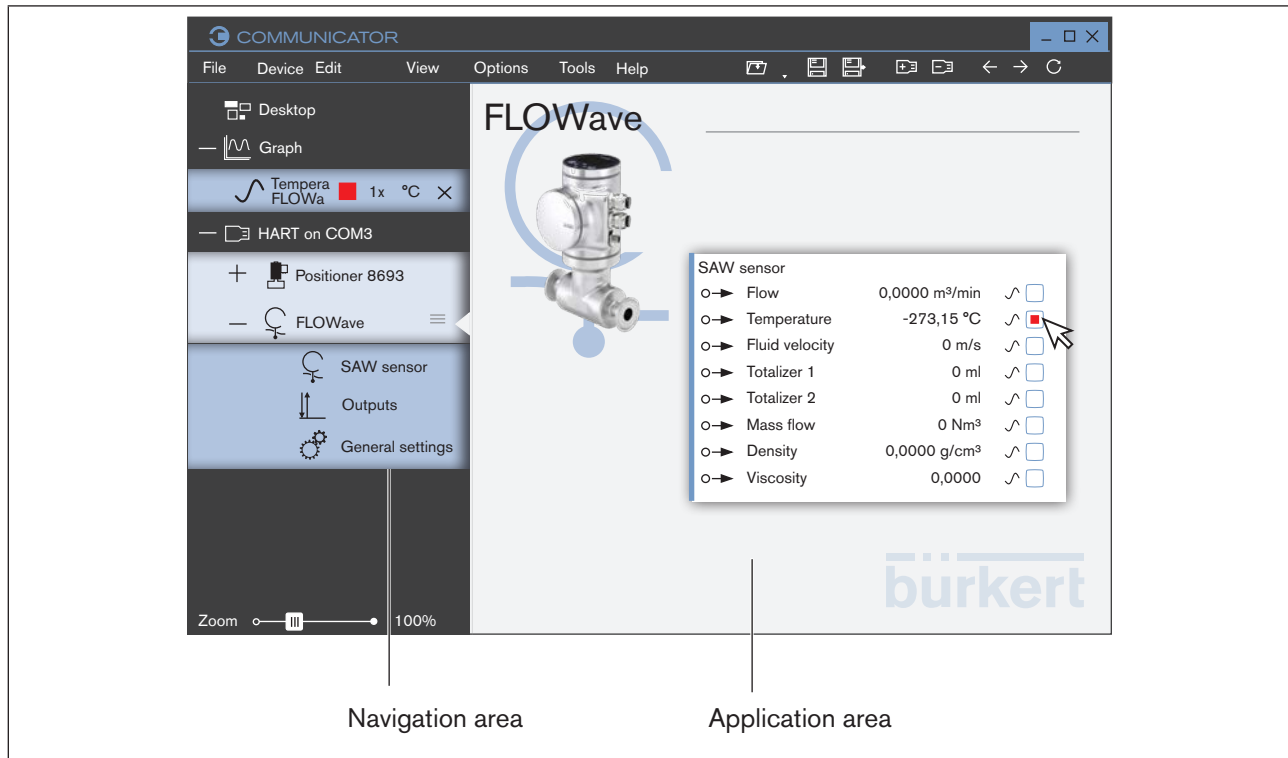 COMMUNICATOR
File Device Edit View Options Tools Help
Desktop
Graph
Tempera
FLOWa 1x °C
HART on COM3
Positioner 8693
FLOWave
SAW sensor
Outputs
General settings
Zoom 100%
FLOWave
SAW sensor
Flow 0,0000 m³/min
Temperature -273,15 °C
Fluid velocity 0 m/s
Totalizer 1 0 ml
Totalizer 2 0 ml
Mass flow 0 Nm³
Density 0,0000 g/cm³
Viscosity 0,0000
burkert
Navigation area
Application area